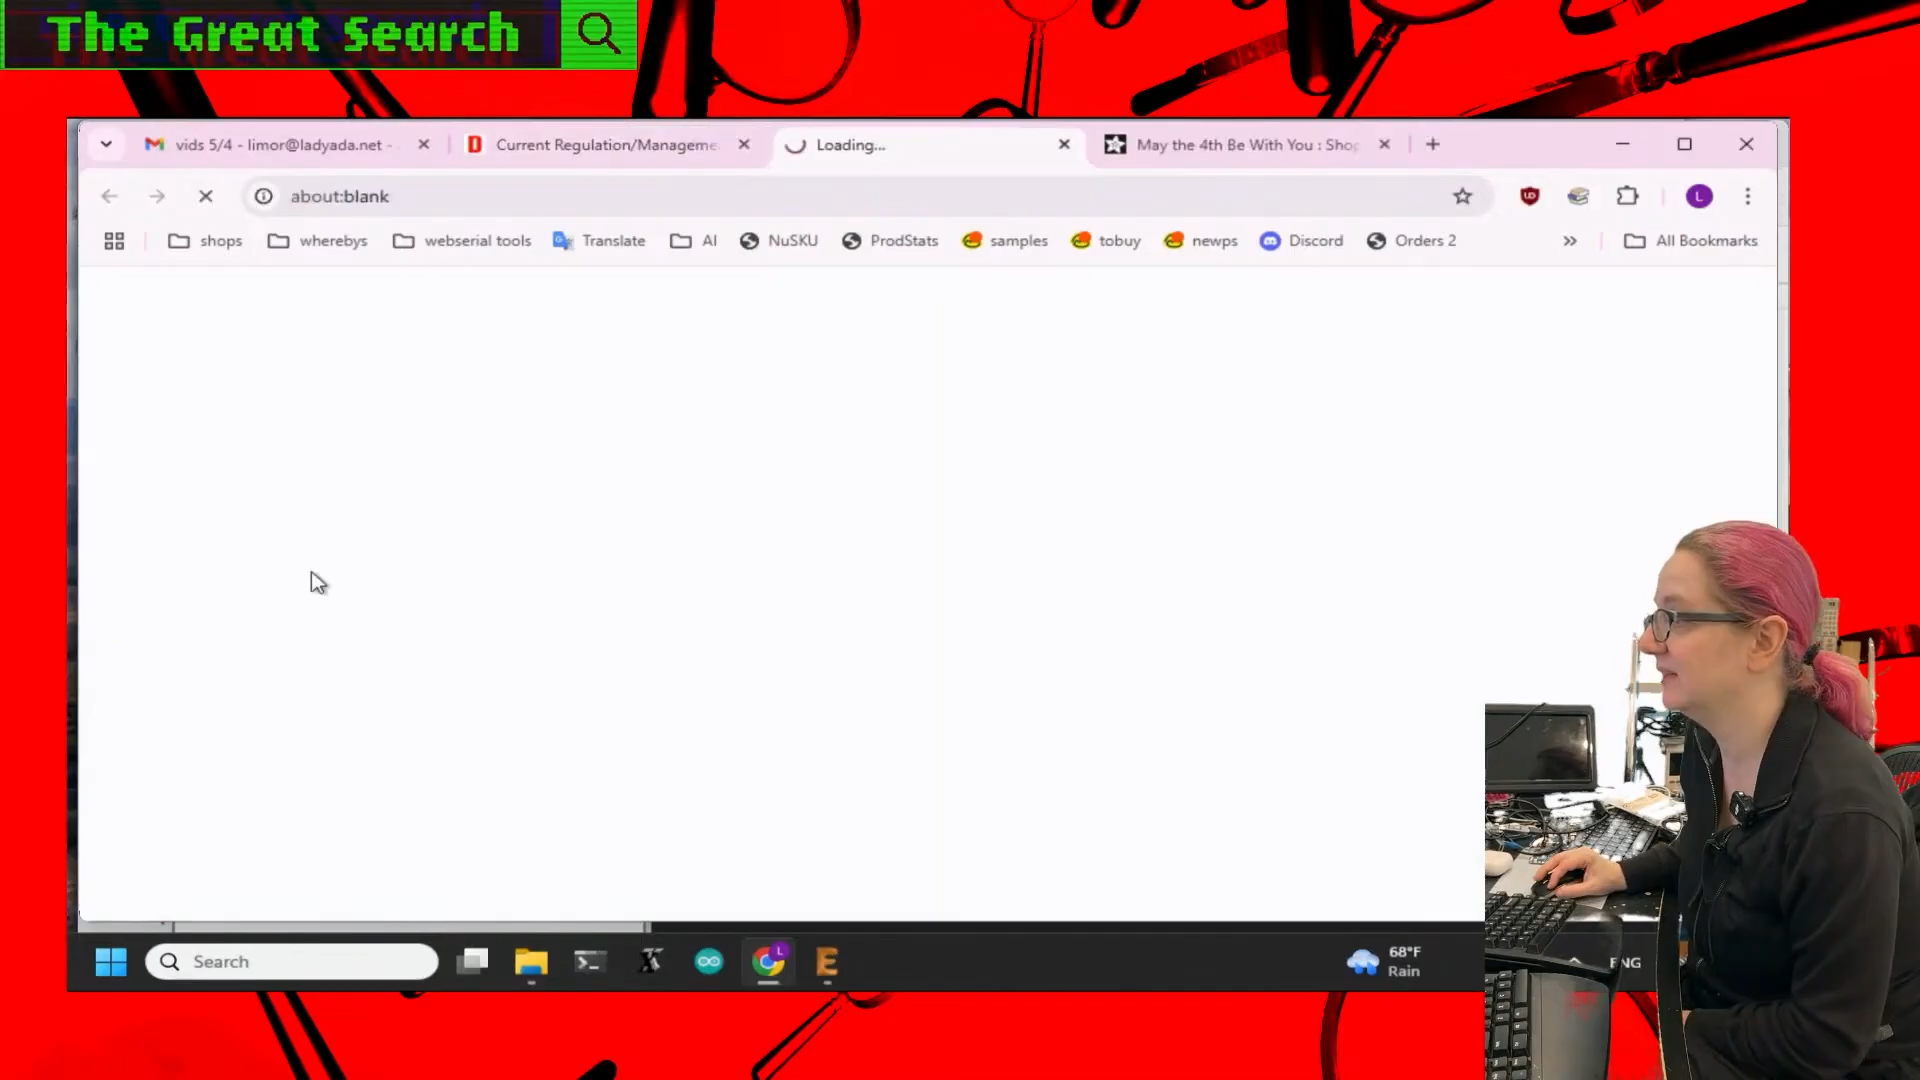 The Great Search
vids 5/4 - limor@ladyada.net -
Current Regulation/Manageme
Loading...
May the 4th Be With You : Shop
about:blank
shops
wherebys
webserial tools
Translate
AI
NuSKU
ProdStats
samples
tobuy
newps
Discord
Orders 2
All Bookmarks
Search
68°F
Rain
ENG